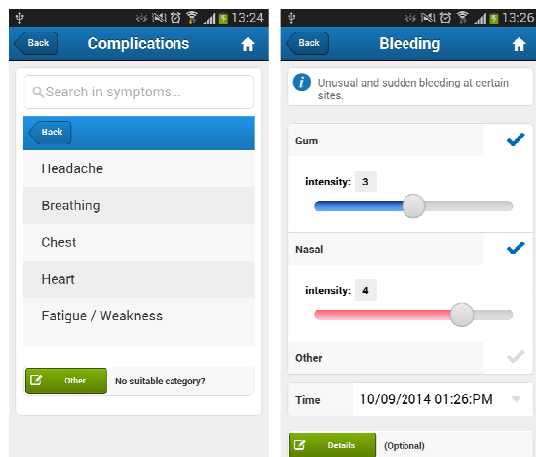 13:24
Back
Complications
Search in symptoms...
Back
Headache
Breathing
Chest
Heart
Fatigue / Weakness
Other
No suitable category?
13:26
Back
Bleeding
Unusual and sudden bleeding at certain
sites.
Gum
intensity: 3
Nasal
intensity: 4
Other
Time 10/09/2014 01:26:PM
Details (Optional)